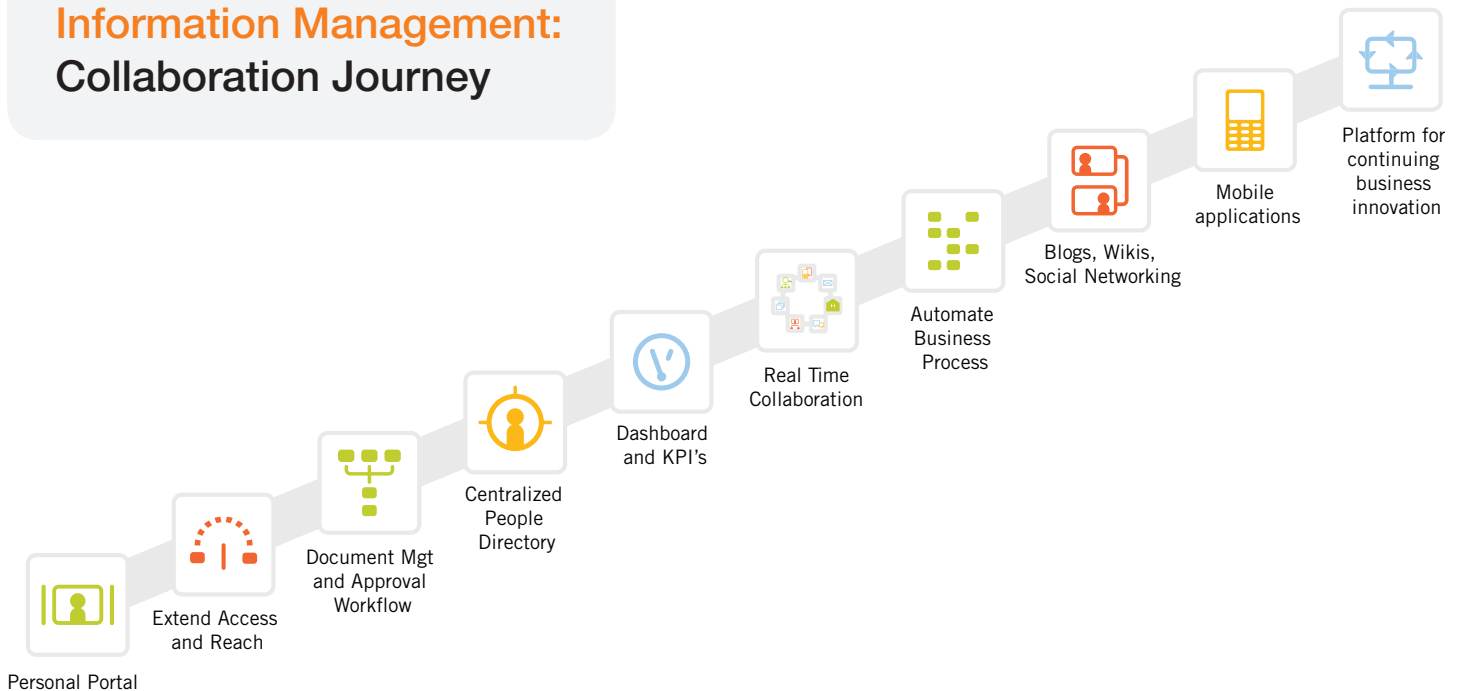 Information Management:
Collaboration Journey
Personal Portal
Extend Access
and Reach
Document Mgt
and Approval
Workflow
Centralized
People
Directory
Dashboard
and KPI's
Real Time
Collaboration
Automate
Business
Process
Blogs, Wikis,
Social Networking
Mobile
applications
Platform for
continuing
business
innovation